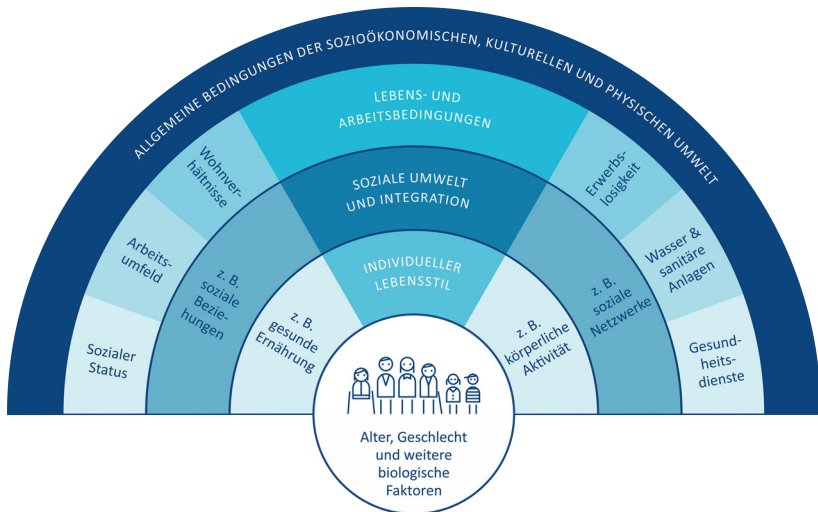 ALLGEMEINE BEDINGUNGEN DER SOZIOÖKONOMISCHEN, KULTURELLEN UND PHYSISCHEN UMWELT
LEBENS- UND
ARBEITSBEDINGUNGEN
Wohnver-
hältnisse
Arbeits-
umfeld
Sozialer
Status
Erwerbs-
losigkeit
Wasser &
sanitäre
Anlagen
Gesund-
heits-
dienste
SOZIALE UMWELT
UND INTEGRATION
z. B.
soziale
Bezie-
hungen
z. B.
soziale
Netzwerke
INDIVIDUELLER
LEBENSSTIL
z. B.
gesunde
Ernährung
z. B.
körperliche
Aktivität
Alter, Geschlecht
und weitere
biologische
Faktoren